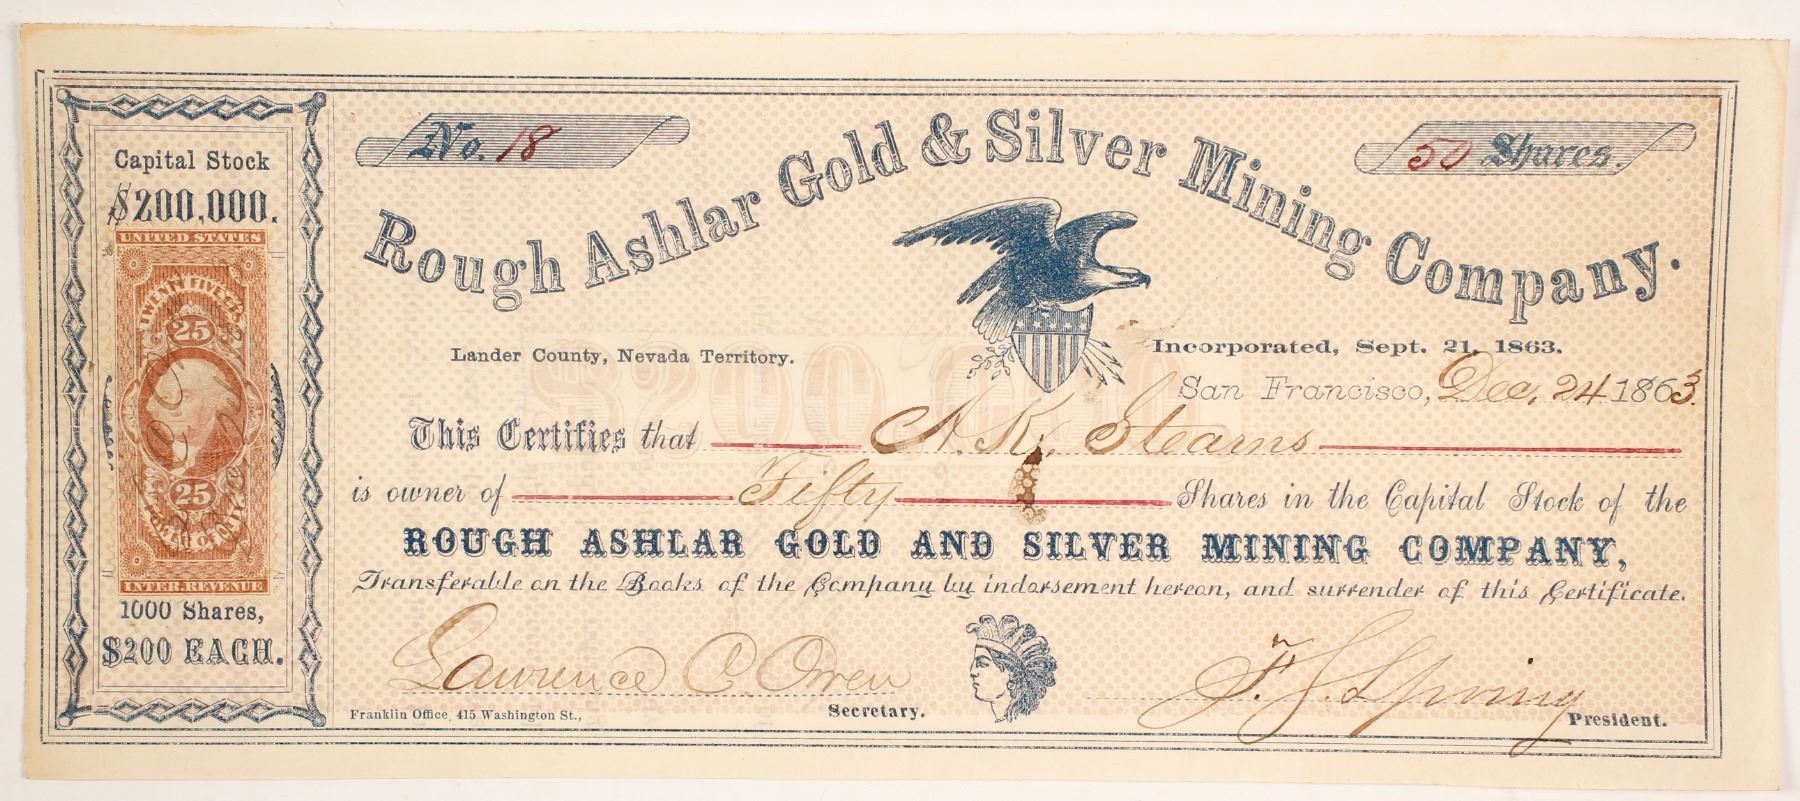 Capital Stock
$200,000.
UNITED STATES
TWENTY FIVE CTS
25
25
INTER. REVENUE
1000 Shares,
$200 EACH.
No. 18
50 Shares.
Rough Ashlar Gold & Silver Mining Company.
Lander County, Nevada Territory.
Incorporated, Sept. 21, 1863.
San Francisco, Dec. 24 1863.
This Certifies that A. K. Stearns
is owner of Fifty Shares in the Capital Stock of the
ROUGH ASHLAR GOLD AND SILVER MINING COMPANY,
Transferable on the Books of the Company by indorsement hereon, and surrender of this Certificate.
Lawrence C. Owen
Secretary.
President.
Franklin Office, 415 Washington St.,